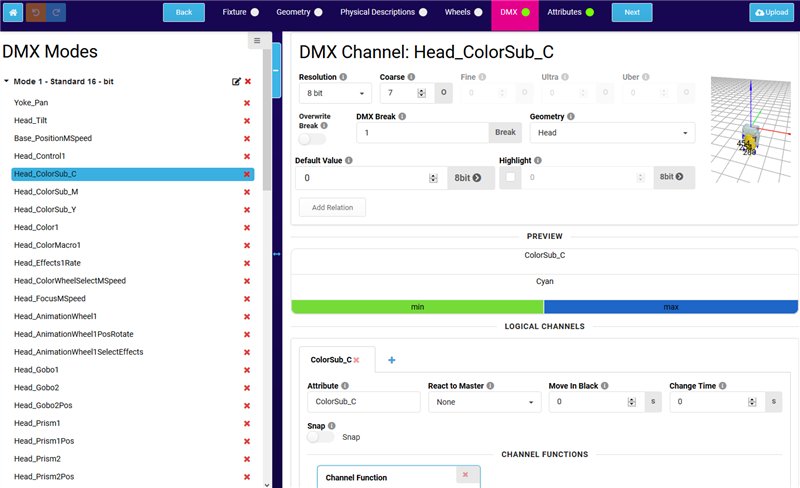 Back
Fixture
Geometry
Physical Descriptions
Wheels
DMX
Attributes
Next
Upload
DMX Modes
Mode 1 - Standard 16 - bit
Yoke_Pan
Head_Tilt
Base_PositionMSpeed
Head_Control1
Head_ColorSub_C
Head_ColorSub_M
Head_ColorSub_Y
Head_Color1
Head_ColorMacro1
Head_Effects1Rate
Head_ColorWheelSelectMSpeed
Head_FocusMSpeed
Head_AnimationWheel1
Head_AnimationWheel1PosRotate
Head_AnimationWheel1SelectEffects
Head_Gobo1
Head_Gobo2
Head_Gobo2Pos
Head_Prism1
Head_Prism1Pos
Head_Prism2
Head_Prism2Pos
DMX Channel: Head_ColorSub_C
Resolution Coarse Fine Ultra Uber
8 bit 7 O 0 O 0 O 0 O
Overwrite Break DMX Break Geometry
1 Break Head
Default Value Highlight
0 8bit 0 8bit
Add Relation
PREVIEW
ColorSub_C
Cyan
min max
LOGICAL CHANNELS
ColorSub_C
Attribute React to Master Move In Black Change Time
ColorSub_C None 0 s 0 s
Snap
Snap
CHANNEL FUNCTIONS
Channel Function